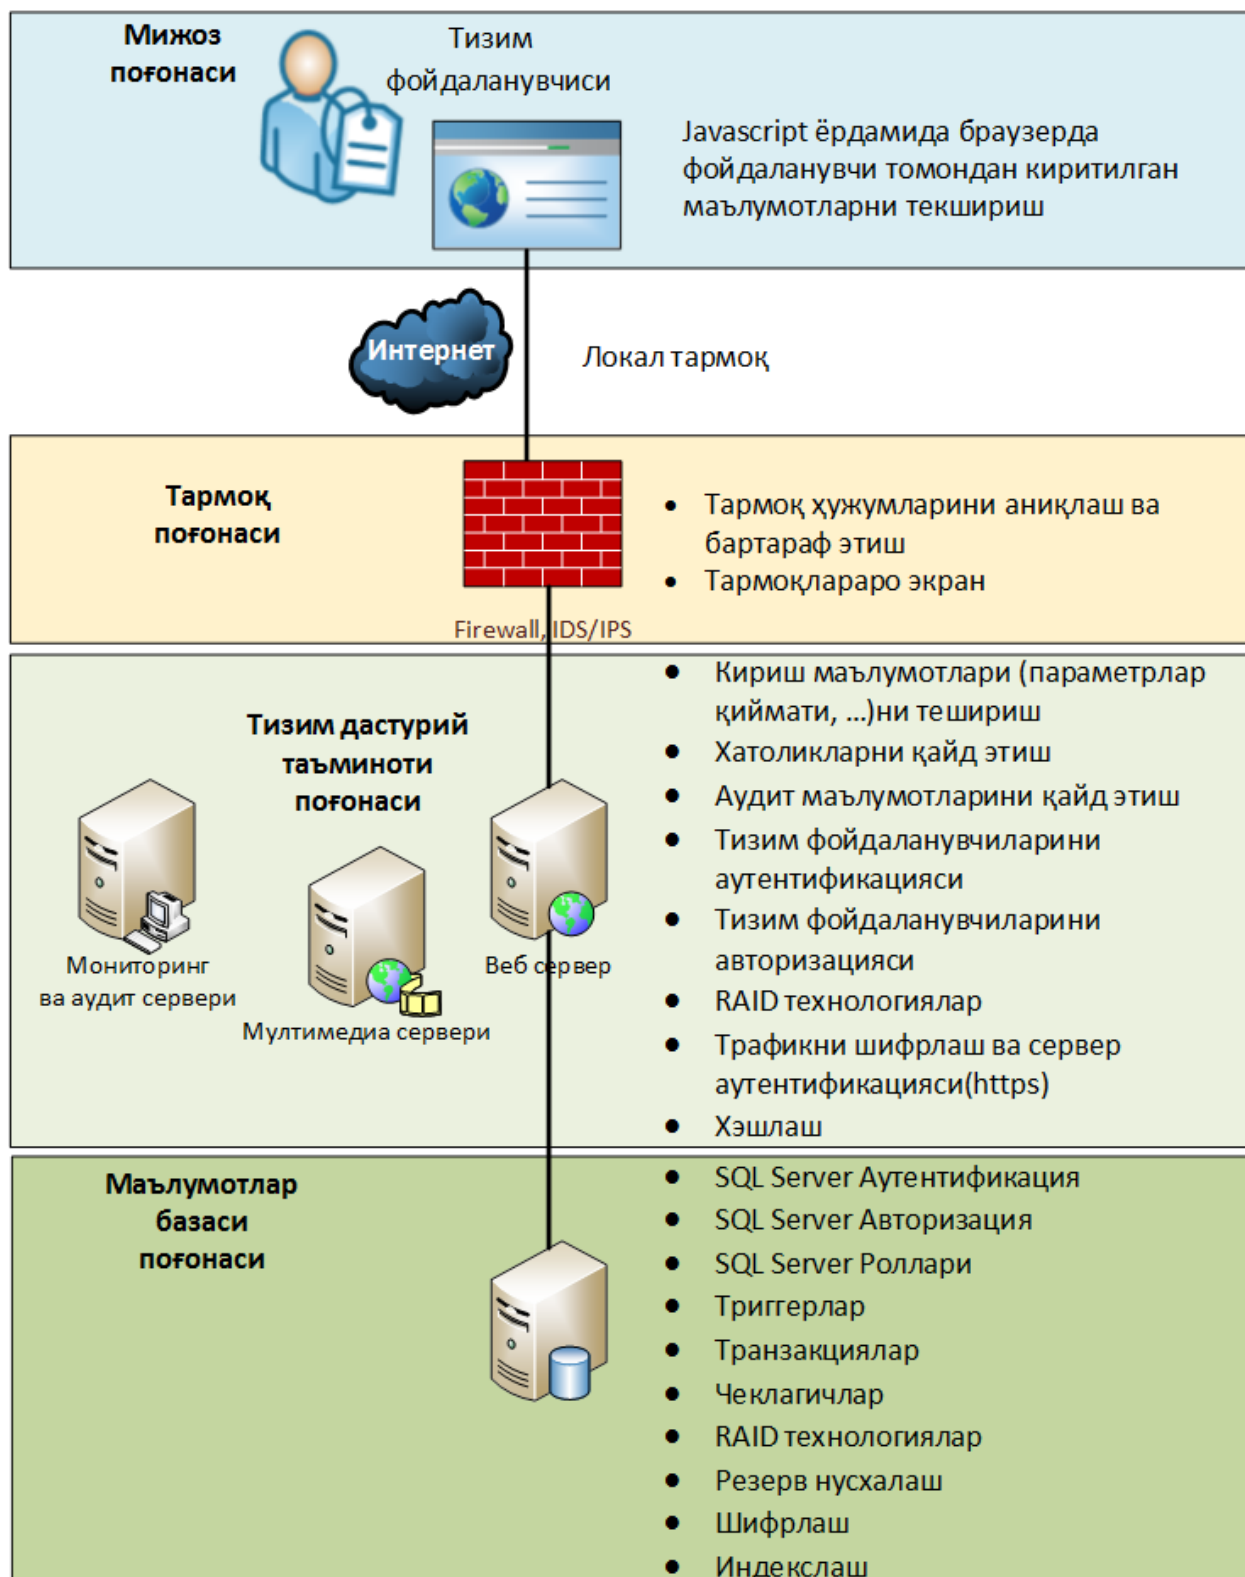 Мижоз
поғонаси
Тизим
фойдаланувчиси
Javascript ёрдамида браузерда
фойдаланувчи томондан киритилган
маълумотларни текшириш
Интернет
Локал тармоқ
Тармоқ
поғонаси
• Тармоқ ҳужумларини аниқлаш ва
бартараф этиш
• Тармоқлараро экран
Firewall, IDS/IPS
Тизим дастурий
таъминоти
поғонаси
Мониторинг
ва аудит сервери
Мултимедиа сервери
Веб сервер
• Кириш маълумотлари (параметрлар
қиймати, ...)ни тешириш
• Хатоликларни қайд этиш
• Аудит маълумотларини қайд этиш
• Тизим фойдаланувчиларини
аутентификацияси
• Тизим фойдаланувчиларини
авторизацияси
• RAID технологиялар
• Трафикни шифрлаш ва сервер
аутентификацияси(https)
• Хэшлаш
Маълумотлар
базаси
поғонаси
• SQL Server Аутентификация
• SQL Server Авторизация
• SQL Server Роллари
• Триггерлар
• Транзакциялар
• Чеклагичлар
• RAID технологиялар
• Резерв нусхалаш
• Шифрлаш
• Индекслаш